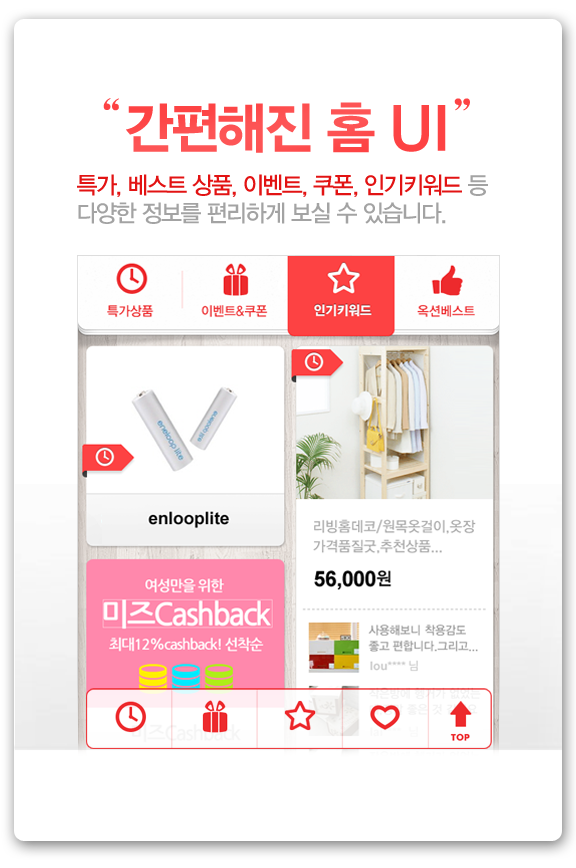 “간편해진 홈 UI”
특가, 베스트 상품, 이벤트, 쿠폰, 인기키워드 등
다양한 정보를 편리하게 보실 수 있습니다.
특가상품
이벤트&쿠폰
인기키워드
옥션베스트
eneloop lite
enlooplite
리빙홈데코/원목옷걸이,옷장
가격품질굿,추천상품...
56,000원
여성만을 위한
미즈Cashback
최대12%cashback! 선착순
사용해보니 착용감도
좋고 편합니다.그리고...
lou**** 님
TOP